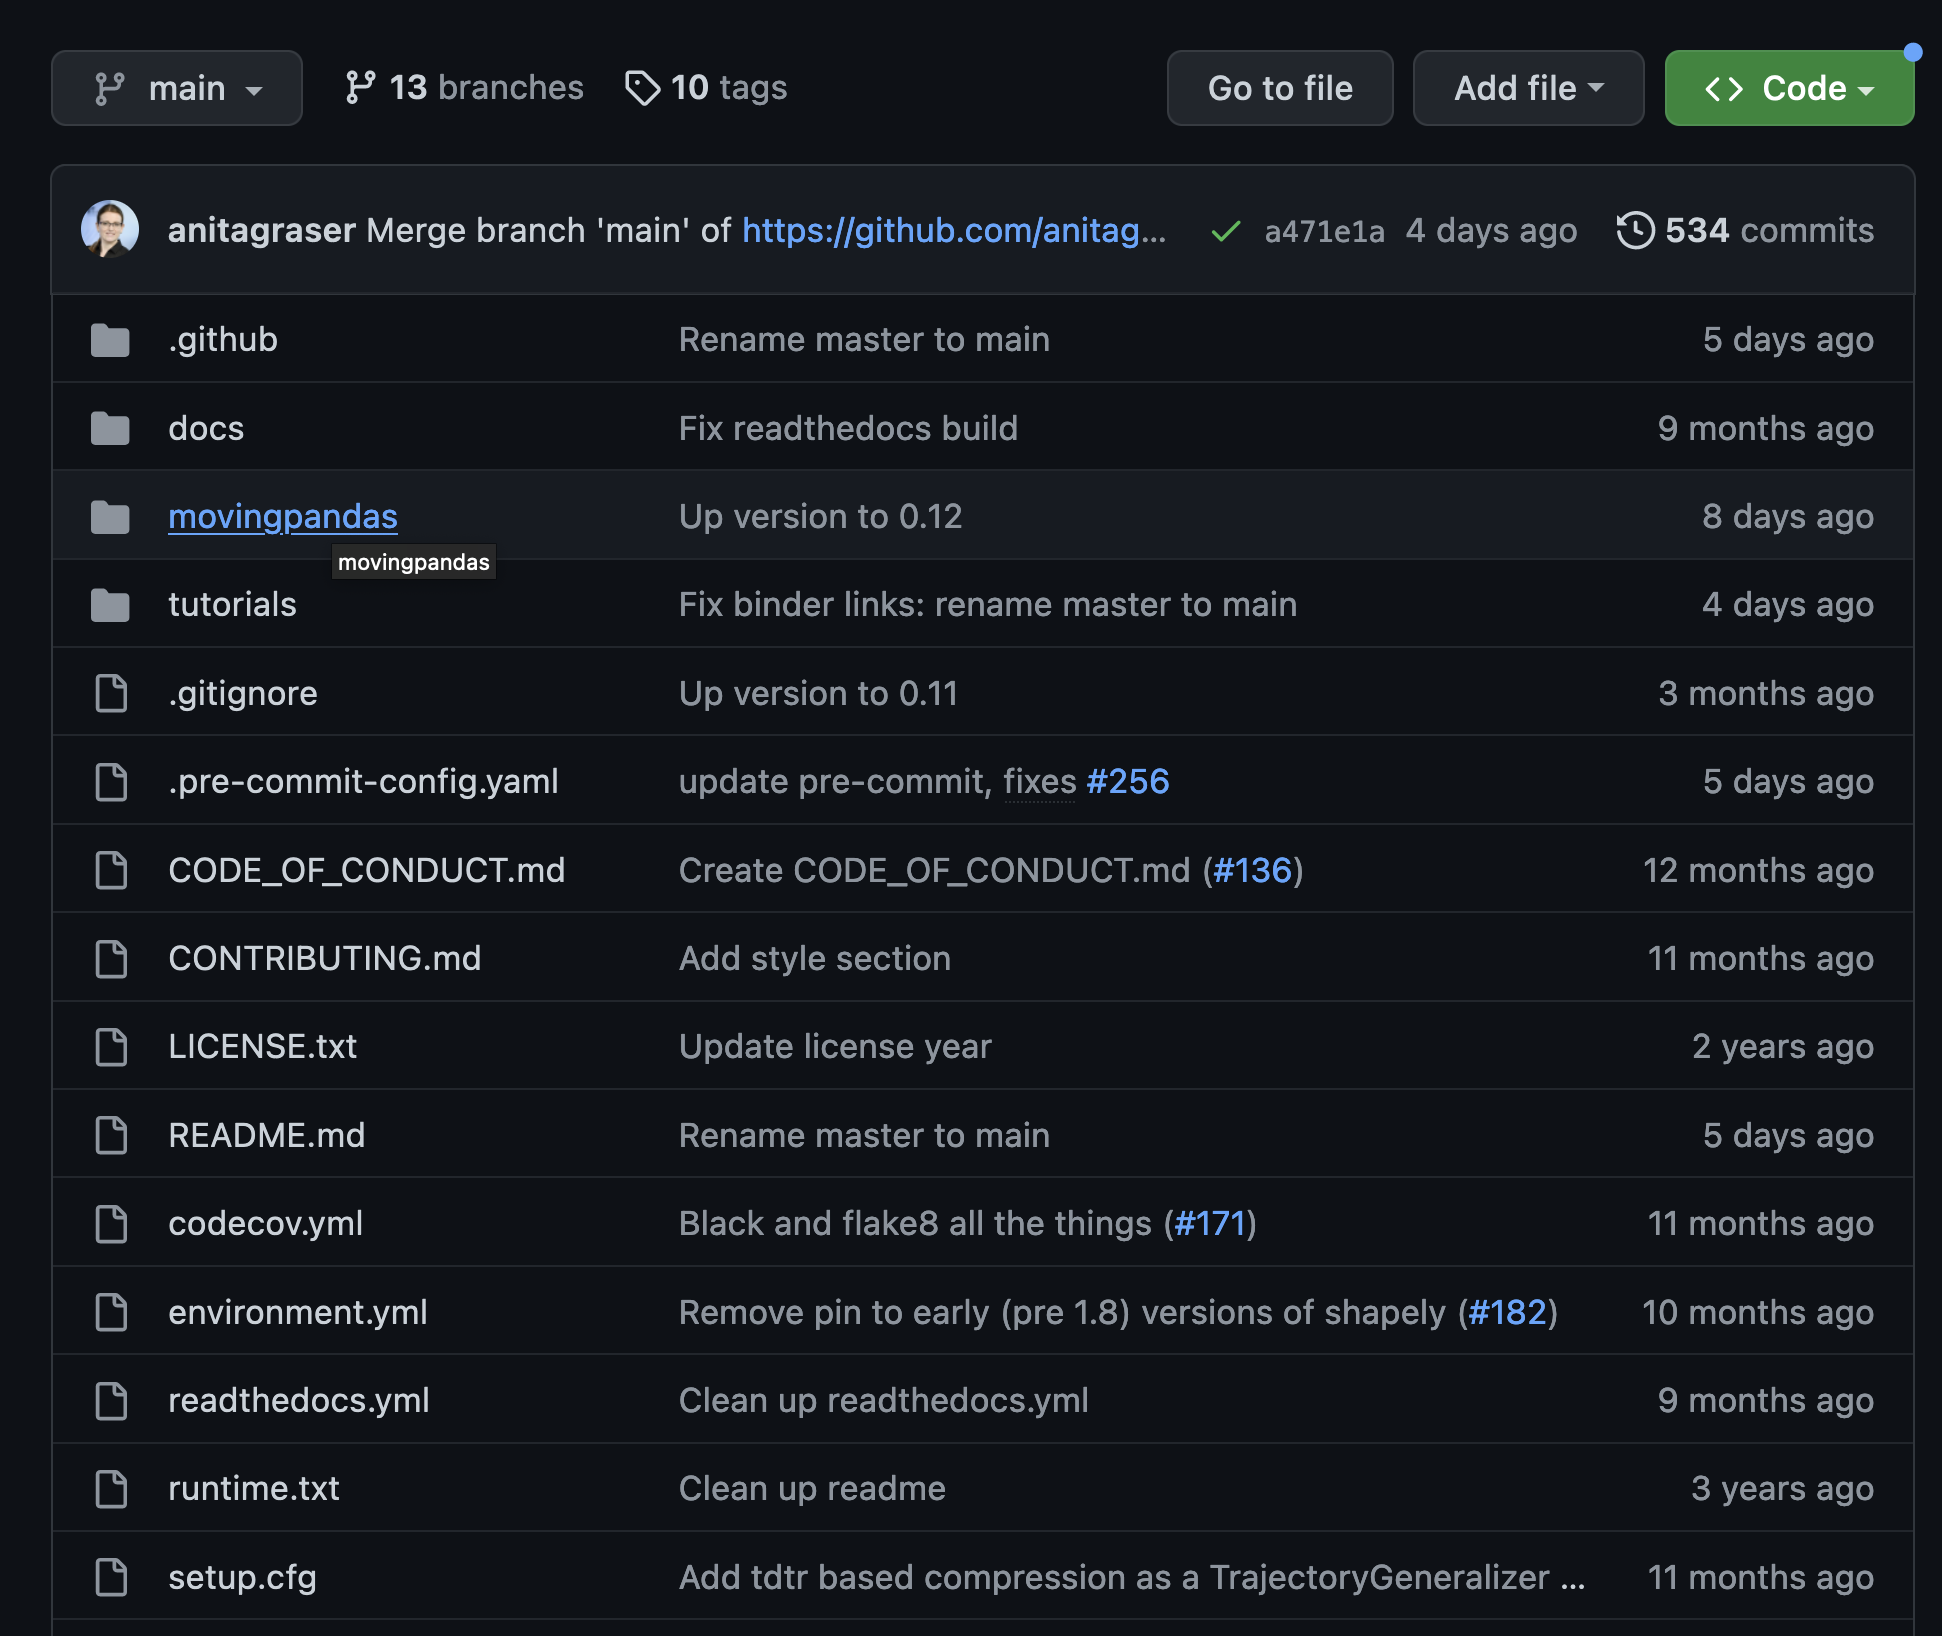 main 13 branches 10 tags Go to file Add file Code
anitagraser Merge branch 'main' of https://github.com/anitag... a471e1a 4 days ago 534 commits
.github Rename master to main 5 days ago
docs Fix readthedocs build 9 months ago
movingpandas Up version to 0.12 8 days ago
movingpandas
tutorials Fix binder links: rename master to main 4 days ago
.gitignore Up version to 0.11 3 months ago
.pre-commit-config.yaml update pre-commit, fixes #256 5 days ago
CODE_OF_CONDUCT.md Create CODE_OF_CONDUCT.md (#136) 12 months ago
CONTRIBUTING.md Add style section 11 months ago
LICENSE.txt Update license year 2 years ago
README.md Rename master to main 5 days ago
codecov.yml Black and flake8 all the things (#171) 11 months ago
environment.yml Remove pin to early (pre 1.8) versions of shapely (#182) 10 months ago
readthedocs.yml Clean up readthedocs.yml 9 months ago
runtime.txt Clean up readme 3 years ago
setup.cfg Add tdtr based compression as a TrajectoryGeneralizer ... 11 months ago